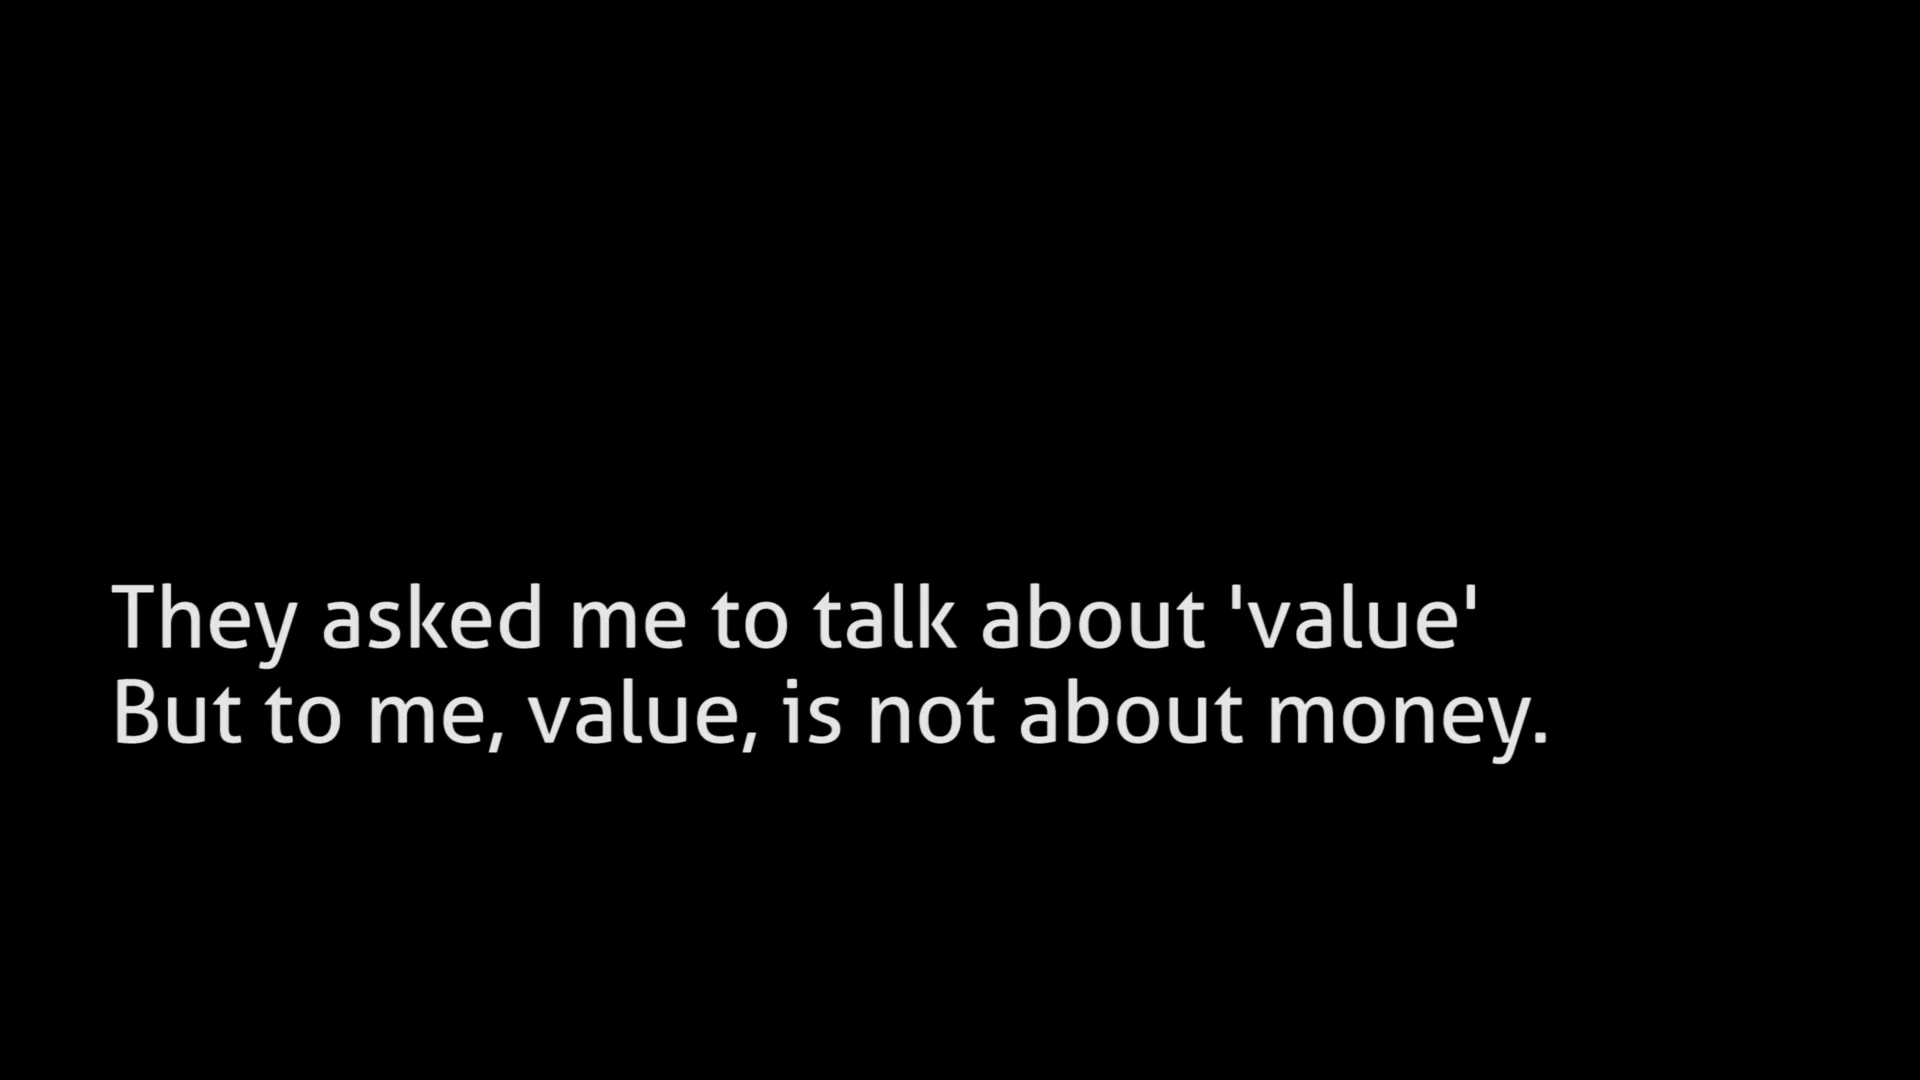 They asked me to talk about 'value'
But to me, value, is not about money.